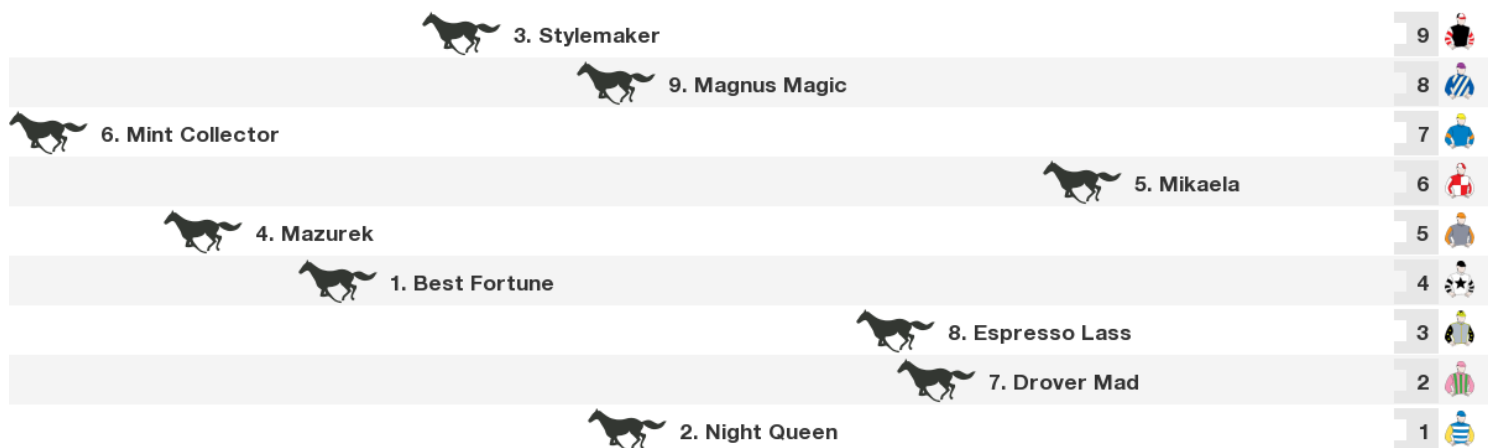 3. Stylemaker 9
9. Magnus Magic 8
6. Mint Collector 7
5. Mikaela 6
4. Mazurek 5
1. Best Fortune 4
8. Espresso Lass 3
7. Drover Mad 2
2. Night Queen 1